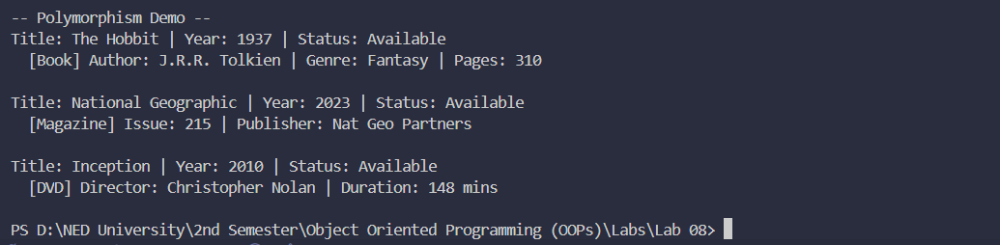 -- Polymorphism Demo --
Title: The Hobbit | Year: 1937 | Status: Available
  [Book] Author: J.R.R. Tolkien | Genre: Fantasy | Pages: 310
Title: National Geographic | Year: 2023 | Status: Available
  [Magazine] Issue: 215 | Publisher: Nat Geo Partners
Title: Inception | Year: 2010 | Status: Available
  [DVD] Director: Christopher Nolan | Duration: 148 mins
PS D:\NED University\2nd Semester\Object Oriented Programming (OOPs)\Labs\Lab 08>